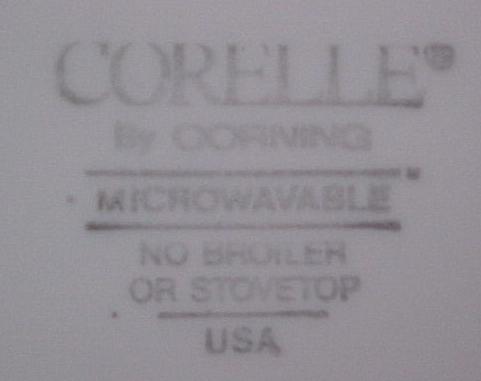 CORELLE®
By CORNING
MICROWAVABLE
NO BROILER
OR STOVETOP
USA